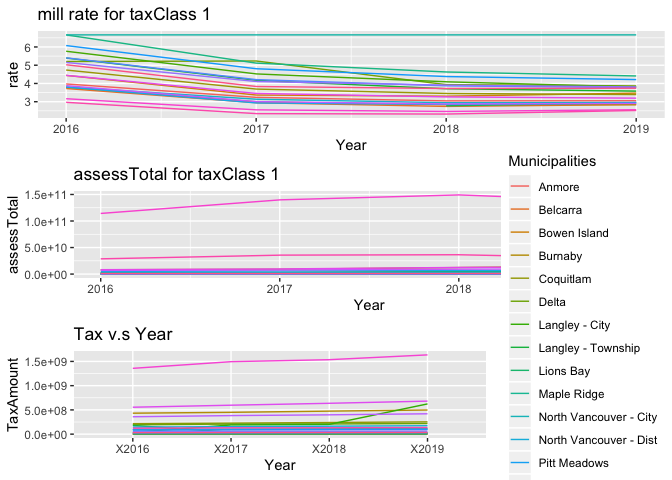 mill rate for taxClass 1
rate
6
5
4
3
2016 2017 2018 2019
Year
assessTotal for taxClass 1
assessTotal
1.5e+11
1.0e+11
5.0e+10
0.0e+00
2016 2017 2018
Year
Tax v.s Year
TaxAmount
1.5e+09
1.0e+09
5.0e+08
0.0e+00
X2016 X2017 X2018 X2019
Year
Municipalities
Anmore
Belcarra
Bowen Island
Burnaby
Coquitlam
Delta
Langley - City
Langley - Township
Lions Bay
Maple Ridge
North Vancouver - City
North Vancouver - Dist
Pitt Meadows